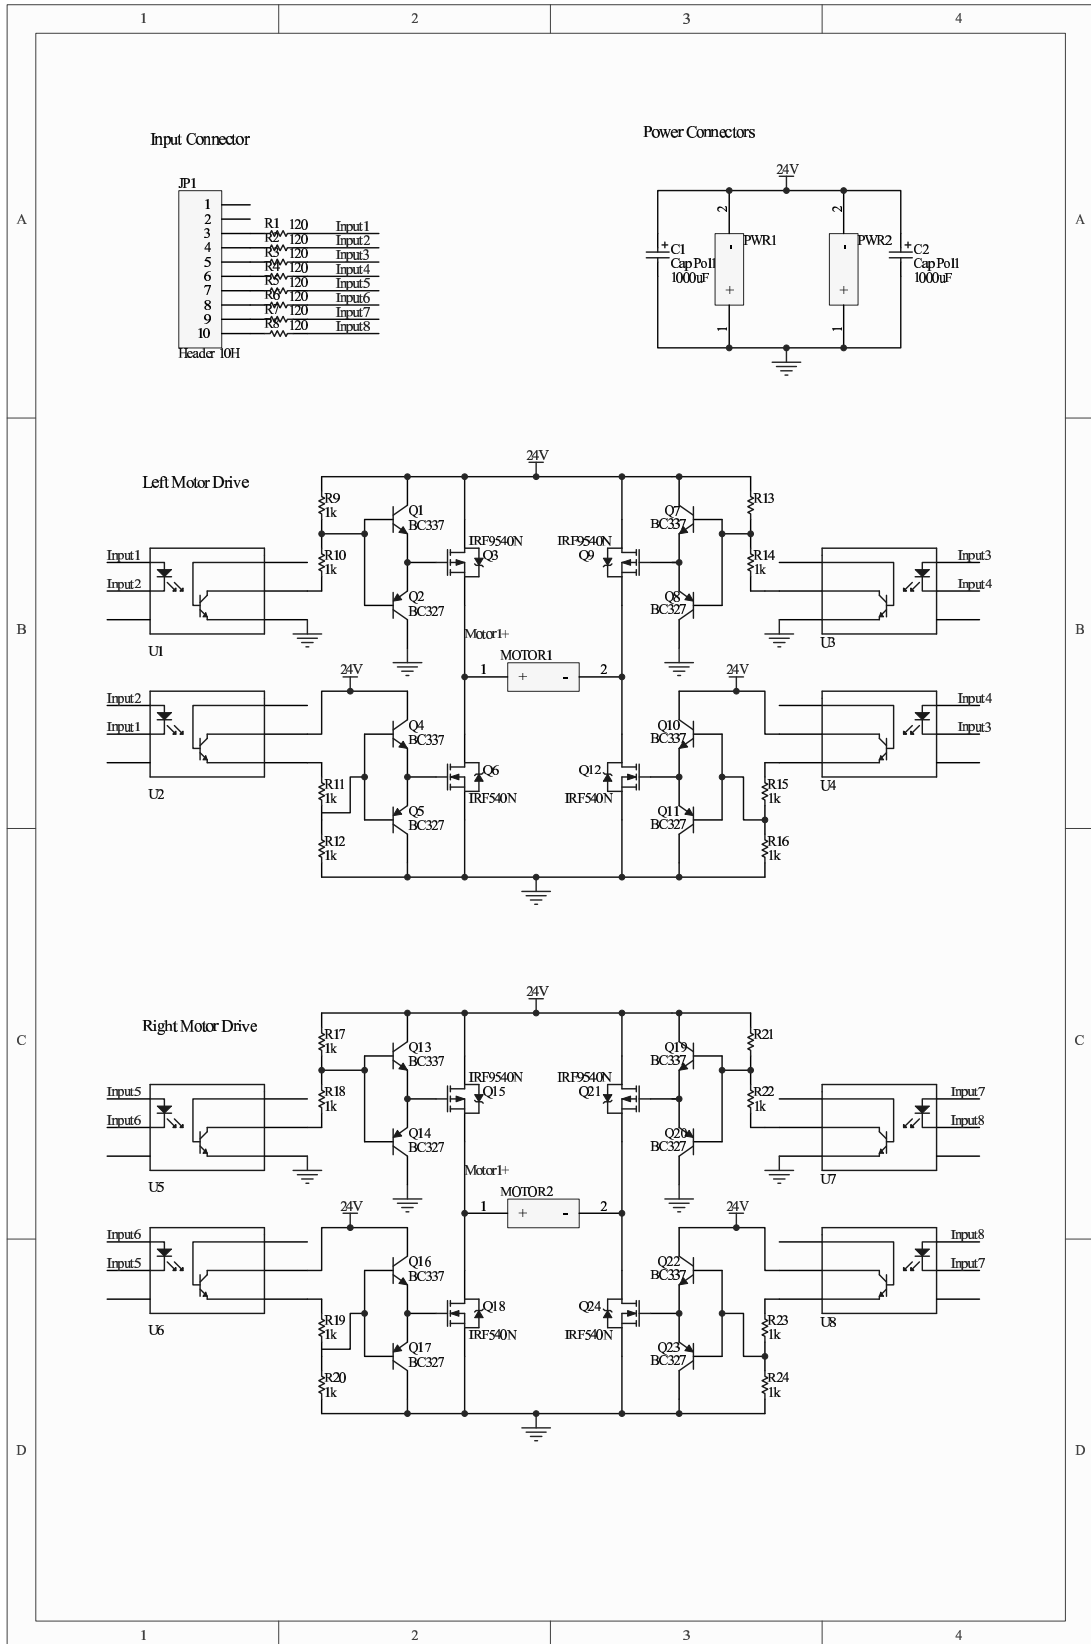 1 2 3 4
A A
Input Connector
Power Connectors
JP1
1
2
3 R1 120 Input1
4 R2 120 Input2
5 R3 120 Input3
6 R4 120 Input4
7 R5 120 Input5
8 R6 120 Input6
9 R7 120 Input7
10 R8 120 Input8
Header 10H
24V
2 2
- PWR1 - PWR2
+ C1
Cap Pol1
1000uF
+ C2
Cap Pol1
1000uF
+ +
1 1
B B
Left Motor Drive
24V
R9
1k
R10
1k
Q1
BC337
Q2
BC327
IRF9540N
Q3
IRF9540N
Q9
Q7
BC337
Q8
BC327
R13
R14
1k
Input1
Input2
U1
Input3
Input4
U3
Motor1+
MOTOR1
1 + - 2
24V 24V
Input2
Input1
U2
Q4
BC337
Q5
BC327
R11
1k
R12
1k
Q6
IRF540N
Q12
IRF540N
Q10
BC337
Q11
BC327
R15
1k
R16
1k
Input4
Input3
U4
C C
Right Motor Drive
24V
R17
1k
R18
1k
Q13
BC337
Q14
BC327
IRF9540N
Q15
IRF9540N
Q21
Q19
BC337
Q20
BC327
R21
R22
1k
Input5
Input6
U5
Input7
Input8
U7
Motor1+
MOTOR2
1 + - 2
24V 24V
Input6
Input5
U6
Q16
BC337
Q17
BC327
R19
1k
R20
1k
Q18
IRF540N
Q24
IRF540N
Q22
BC337
Q23
BC327
R23
1k
R24
1k
Input8
Input7
U8
D D
1 2 3 4